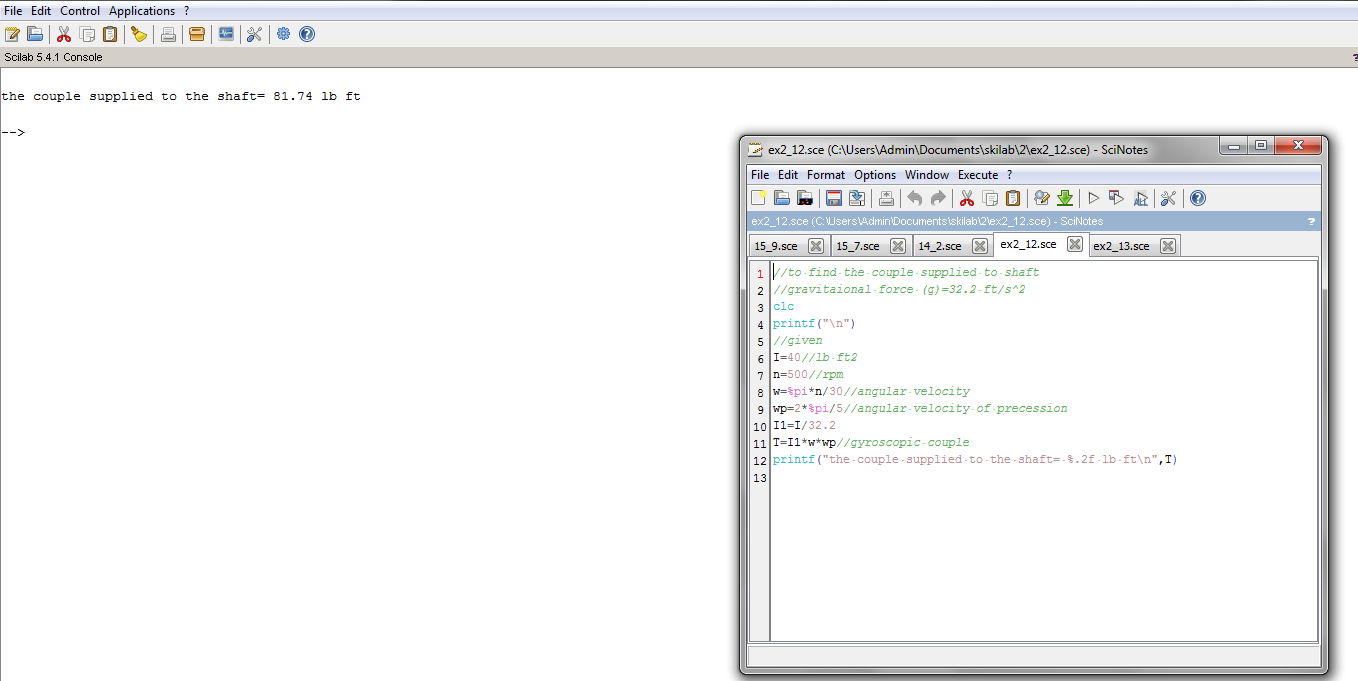 File Edit Control Applications ?
Scilab 5.4.1 Console ?
the couple supplied to the shaft= 81.74 lb ft
-->
ex2_12.sce (C:\Users\Admin\Documents\skilab\2\ex2_12.sce) - SciNotes
File Edit Format Options Window Execute ?
ex2_12.sce (C:\Users\Admin\Documents\skilab\2\ex2_12.sce) - SciNotes ?
15_9.sce 15_7.sce 14_2.sce ex2_12.sce ex2_13.sce
1 //to find the couple supplied to shaft
2 //gravitaional force (g)=32.2 ft/s^2
3 clc
4 printf("\n")
5 //given
6 I=40//lb ft2
7 n=500//rpm
8 w=%pi*n/30//angular velocity
9 wp=2*%pi/5//angular velocity of precession
10 I1=I/32.2
11 T=I1*w*wp//gyroscopic couple
12 printf("the couple supplied to the shaft= %.2f lb ft\n",T)
13